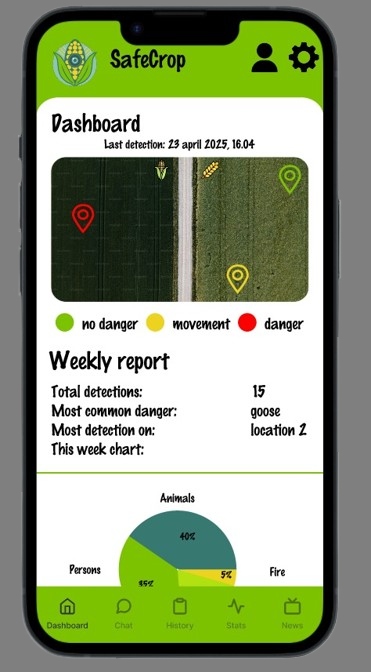 SafeCrop
Dashboard
Last detection: 23 april 2025, 16.04
no danger movement danger
Weekly report
Total detections: 15
Most common danger: goose
Most detection on: location 2
This week chart:
Animals
40%
Persons 5% Fire
35%
Dashboard Chat History Stats News